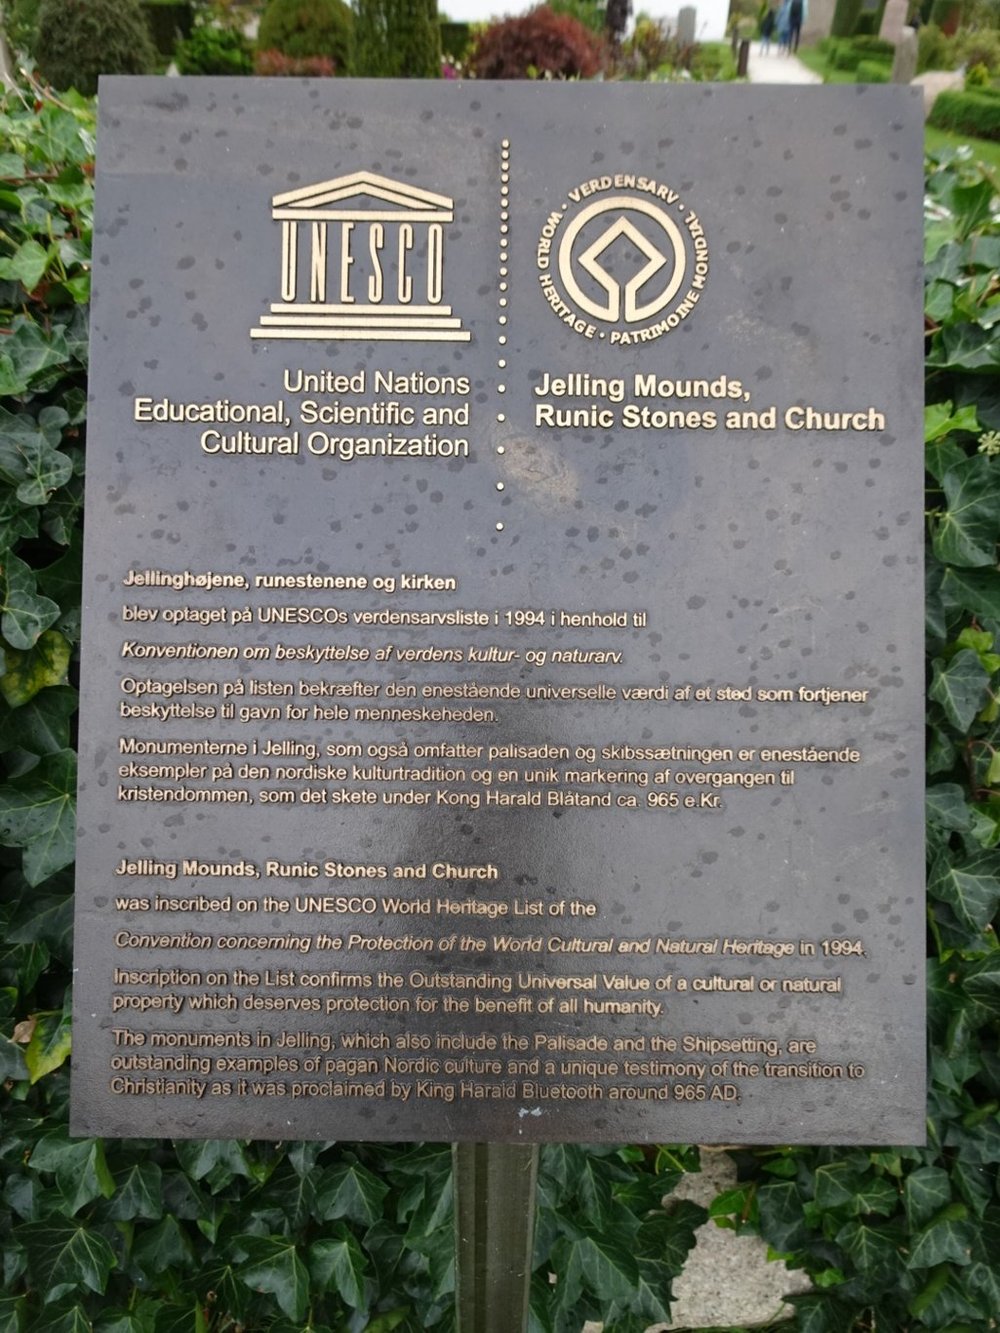 UNESCO
United Nations
Educational, Scientific and
Cultural Organization
WORLD HERITAGE • VERDENSARV • PATRIMOINE MONDIAL
Jelling Mounds,
Runic Stones and Church
Jellinghøjene, runestenene og kirken
blev optaget på UNESCOs verdensarvsliste i 1994 i henhold til
Konventionen om beskyttelse af verdens kultur- og naturarv.
Optagelsen på listen bekræfter den enestående universelle værdi af et sted som fortjener
beskyttelse til gavn for hele menneskeheden.
Monumenterne i Jelling, som også omfatter palisaden og skibssætningen er enestående
eksempler på den nordiske kulturtradition og en unik markering af overgangen til
kristendommen, som det skete under Kong Harald Blåtand ca. 965 e.Kr.
Jelling Mounds, Runic Stones and Church
was inscribed on the UNESCO World Heritage List of the
Convention concerning the Protection of the World Cultural and Natural Heritage in 1994.
Inscription on the List confirms the Outstanding Universal Value of a cultural or natural
property which deserves protection for the benefit of all humanity.
The monuments in Jelling, which also include the Palisade and the Shipsetting, are
outstanding examples of pagan Nordic culture and a unique testimony of the transition to
Christianity as it was proclaimed by King Harald Bluetooth around 965 AD.